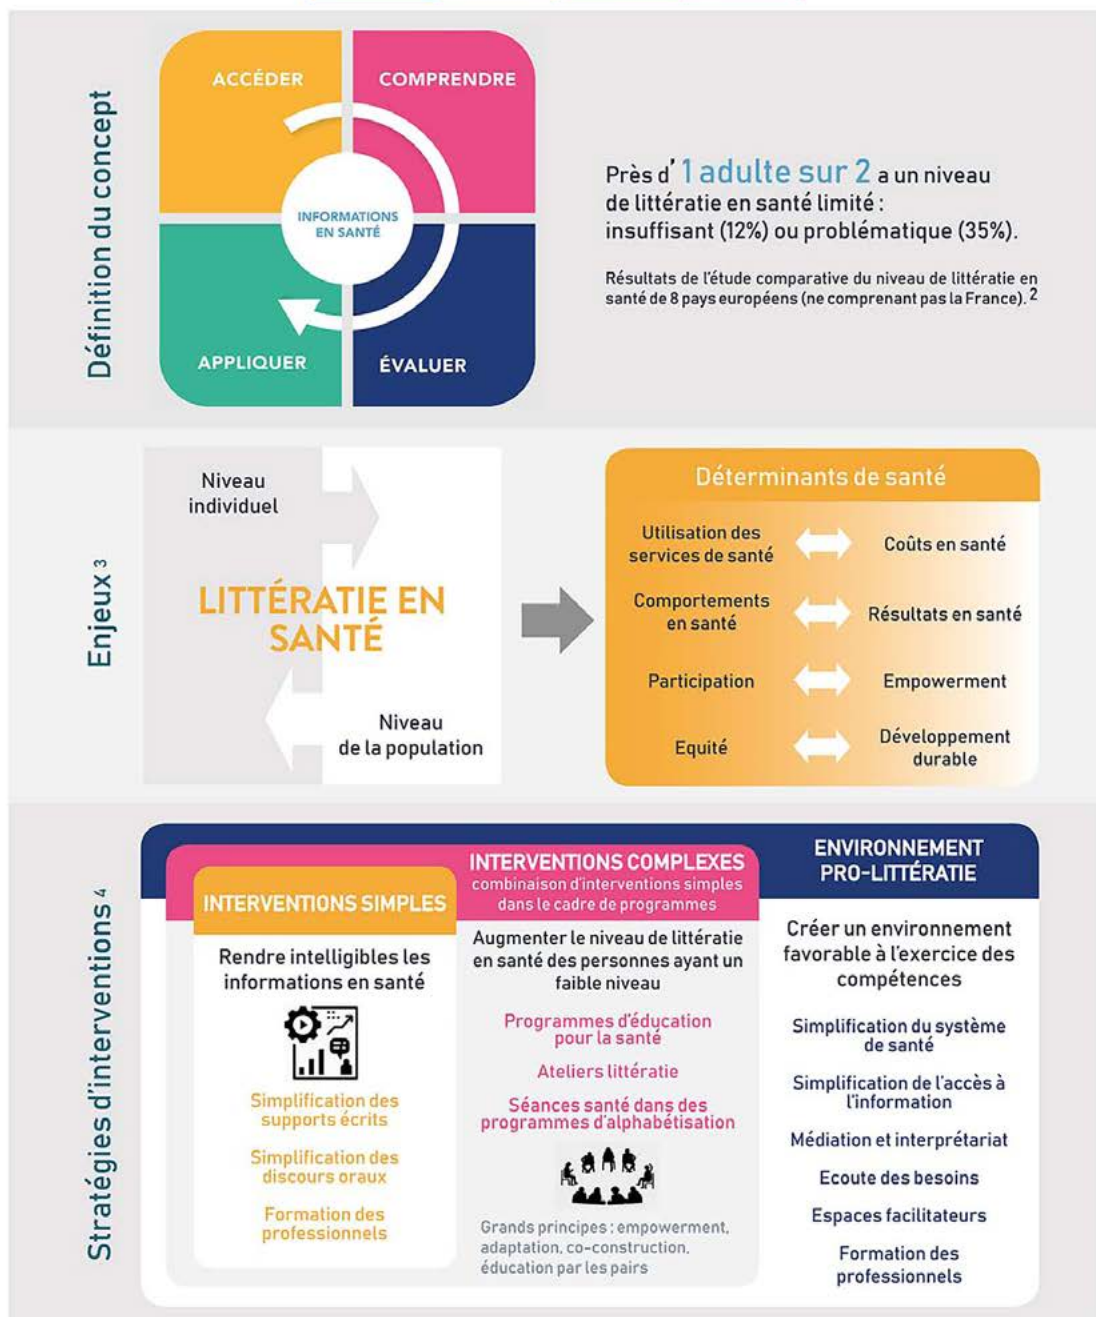 Définition du concept
ACCÉDER
COMPRENDRE
INFORMATIONS
EN SANTÉ
APPLIQUER
ÉVALUER
Près d' 1 adulte sur 2 a un niveau
de littératie en santé limité :
insuffisant (12%) ou problématique (35%).
Résultats de l'étude comparative du niveau de littératie en
santé de 8 pays européens (ne comprenant pas la France). 2
Enjeux 3
Niveau
individuel
LITTÉRATIE EN
SANTÉ
Niveau
de la population
Déterminants de santé
Utilisation des
services de santé
Coûts en santé
Comportements
en santé
Résultats en santé
Participation
Empowerment
Equité
Développement
durable
Stratégies d'interventions 4
INTERVENTIONS SIMPLES
Rendre intelligibles les
informations en santé
Simplification des
supports écrits
Simplification des
discours oraux
Formation des
professionnels
INTERVENTIONS COMPLEXES
combinaison d'interventions simples
dans le cadre de programmes
Augmenter le niveau de littératie
en santé des personnes ayant un
faible niveau
Programmes d'éducation
pour la santé
Ateliers littératie
Séances santé dans des
programmes d'alphabétisation
Grands principes : empowerment,
adaptation, co-construction,
éducation par les pairs
ENVIRONNEMENT
PRO-LITTÉRATIE
Créer un environnement
favorable à l'exercice des
compétences
Simplification du système
de santé
Simplification de l'accès à
l'information
Médiation et interprétariat
Ecoute des besoins
Espaces facilitateurs
Formation des
professionnels